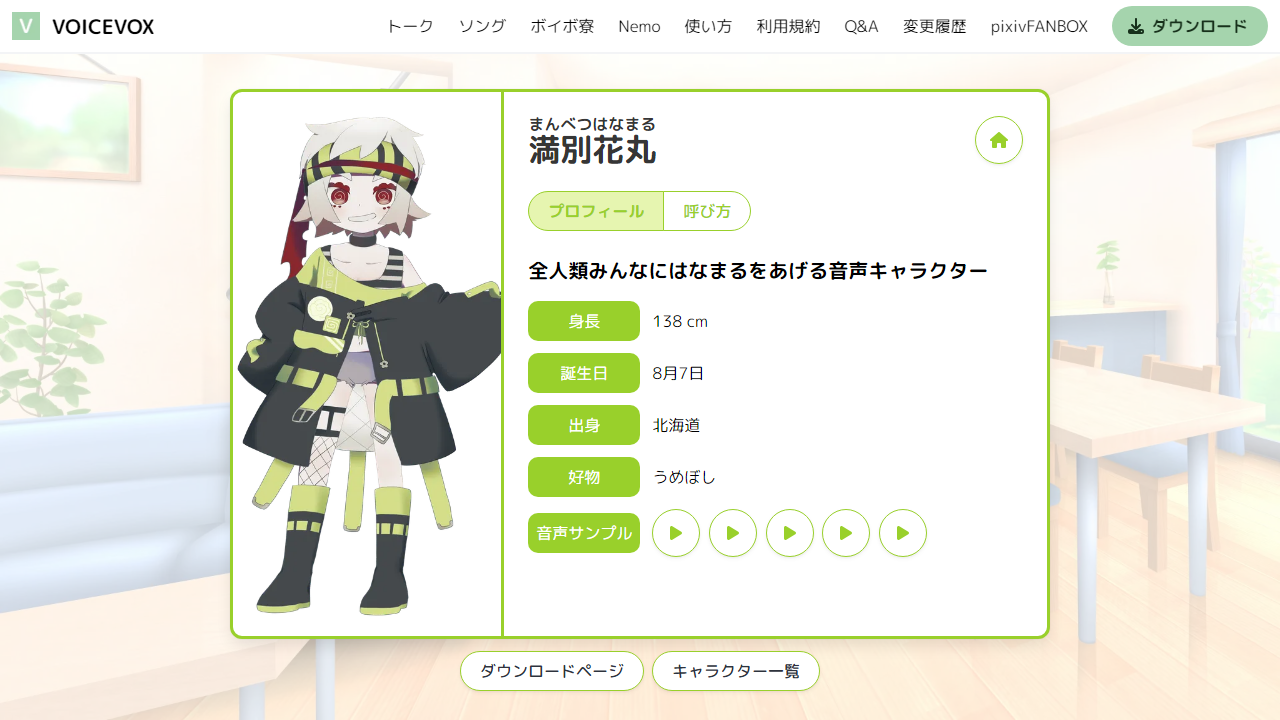 V VOICEVOX トーク ソング ボイボ寮 Nemo 使い方 利用規約 Q&A 変更履歴 pixivFANBOX ダウンロード
まんべつはなまる
満別花丸
プロフィール 呼び方
全人類みんなにはなまるをあげる音声キャラクター
身長 138 cm
誕生日 8月7日
出身 北海道
好物 うめぼし
音声サンプル
ダウンロードページ キャラクター一覧